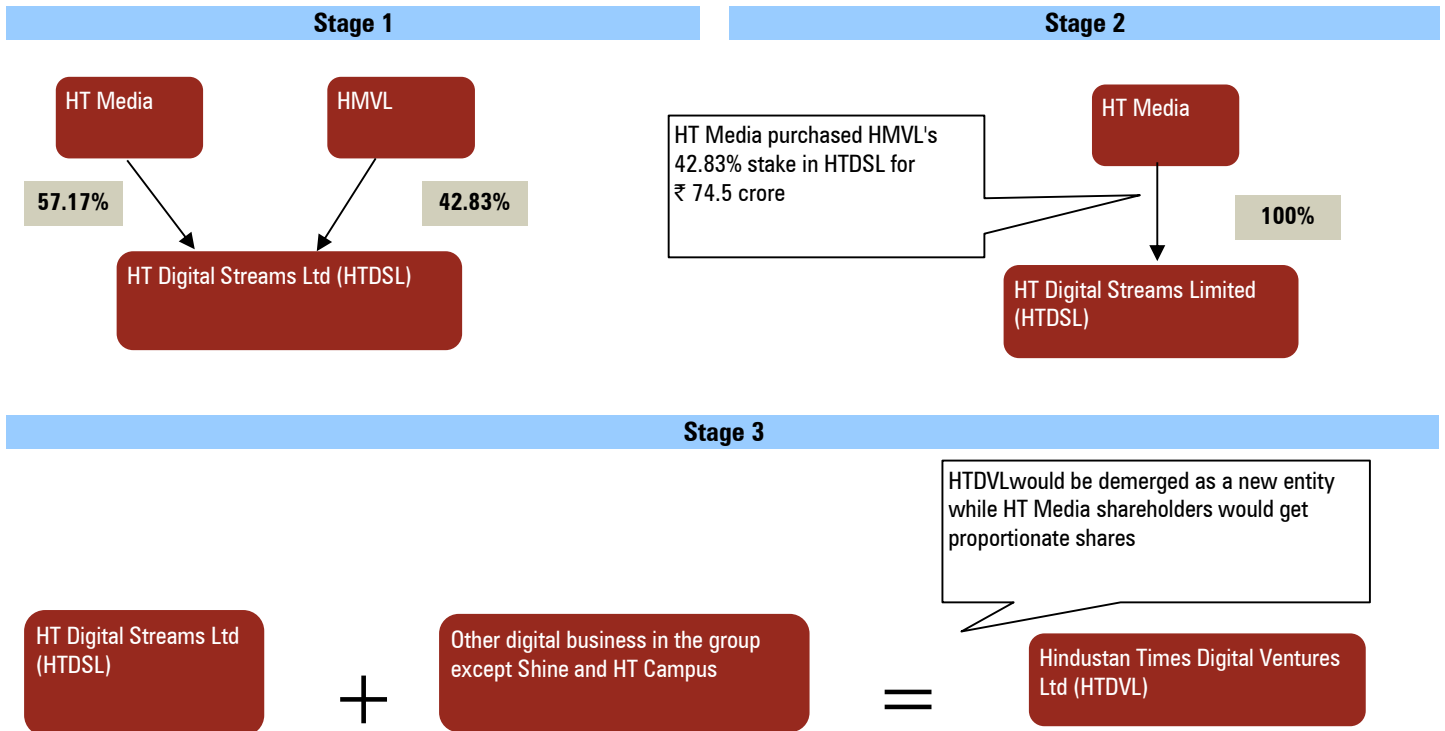 Stage 1
Stage 2
HT Media
HMVL
57.17%
42.83%
HT Digital Streams Ltd (HTDSL)
HT Media purchased HMVL's
42.83% stake in HTDSL for
₹ 74.5 crore
HT Media
100%
HT Digital Streams Limited
(HTDSL)
Stage 3
HTDVLwould be demerged as a new entity
while HT Media shareholders would get
proportionate shares
HT Digital Streams Ltd
(HTDSL)
+
Other digital business in the group
except Shine and HT Campus
=
Hindustan Times Digital Ventures
Ltd (HTDVL)